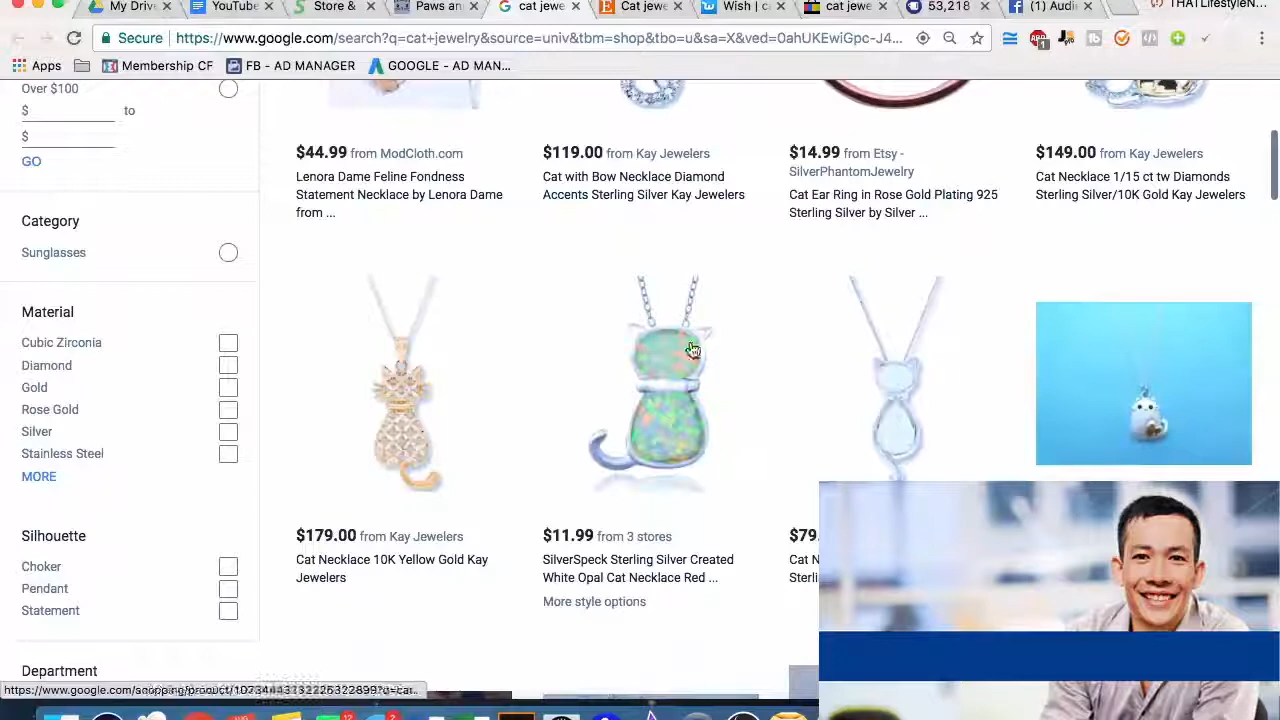 My Drive
YouTube
Store &
Paws an
cat jewe
Cat jewe
Wish | c
cat jewe
53,218
(1) Audi
THATLifestyleN
Secure
https://www.google.com/search?q=cat+jewelry&source=univ&tbm=shop&tbo=u&sa=X&ved=0ahUKEwiGpc-J4...
1
Apps
Membership CF
FB - AD MANAGER
GOOGLE - AD MAN...
Over $100
$ to
$
GO
Category
Sunglasses
Material
Cubic Zirconia
Diamond
Gold
Rose Gold
Silver
Stainless Steel
MORE
Silhouette
Choker
Pendant
Statement
Department
$44.99 from ModCloth.com
Lenora Dame Feline Fondness
Statement Necklace by Lenora Dame
from ...
$119.00 from Kay Jewelers
Cat with Bow Necklace Diamond
Accents Sterling Silver Kay Jewelers
$14.99 from Etsy -
SilverPhantomJewelry
Cat Ear Ring in Rose Gold Plating 925
Sterling Silver by Silver ...
$149.00 from Kay Jewelers
Cat Necklace 1/15 ct tw Diamonds
Sterling Silver/10K Gold Kay Jewelers
$179.00 from Kay Jewelers
Cat Necklace 10K Yellow Gold Kay
Jewelers
$11.99 from 3 stores
SilverSpeck Sterling Silver Created
White Opal Cat Necklace Red ...
More style options
$79.
Cat N
Sterli